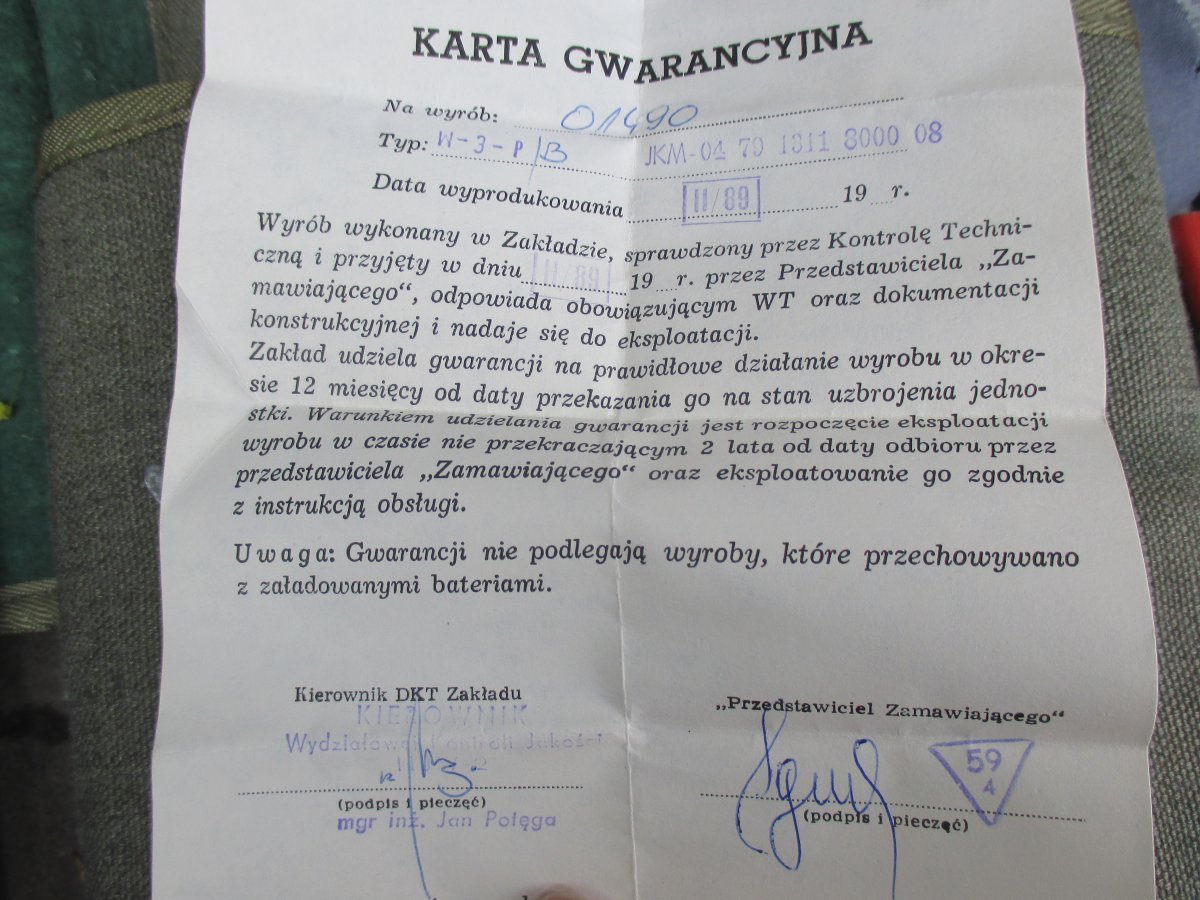 KARTA GWARANCYJNA
Na wyrób: 01490
Typ: W-3-P/B JKM-04 79 1311 8000 08
Data wyprodukowania II/89 19 r.
Wyrób wykonany w Zakładzie, sprawdzony przez Kontrolę Techni-
czną i przyjęty w dniu II/89 19 r. przez Przedstawiciela „Za-
mawiającego“, odpowiada obowiązującym WT oraz dokumentacji
konstrukcyjnej i nadaje się do eksploatacji.
Zakład udziela gwarancji na prawidłowe działanie wyrobu w okre-
sie 12 miesięcy od daty przekazania go na stan uzbrojenia jedno-
stki. Warunkiem udzielania gwarancji jest rozpoczęcie eksploatacji
wyrobu w czasie nie przekraczającym 2 lata od daty odbioru przez
przedstawiciela „Zamawiającego“ oraz eksploatowanie go zgodnie
z instrukcją obsługi.
Uwaga: Gwarancji nie podlegają wyroby, które przechowywano
z załadowanymi bateriami.
Kierownik DKT Zakładu
KIEROWNIK
Wydziałowej Kontroli Jakości
(podpis i pieczęć)
mgr inż. Jan Połęga
„Przedstawiciel Zamawiającego“
59
4
(podpis i pieczęć)